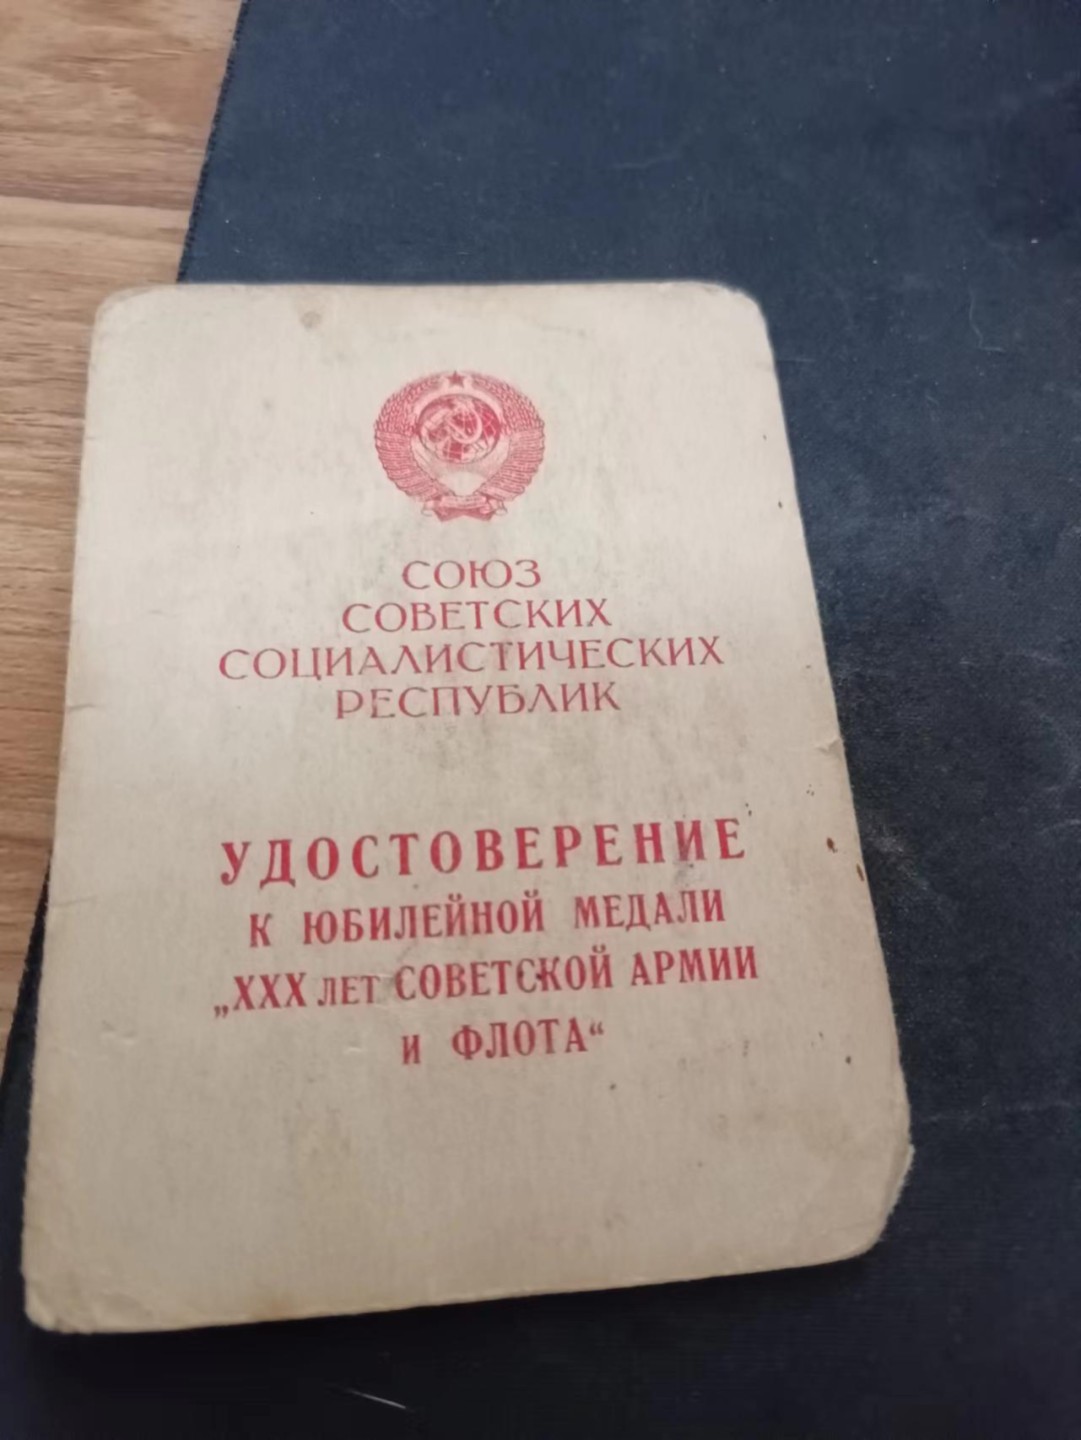 СОЮЗ
СОВЕТСКИХ
СОЦИАЛИСТИЧЕСКИХ
РЕСПУБЛИК
УДОСТОВЕРЕНИЕ
К ЮБИЛЕЙНОЙ МЕДАЛИ
„XXX ЛЕТ СОВЕТСКОЙ АРМИИ
И ФЛОТА“